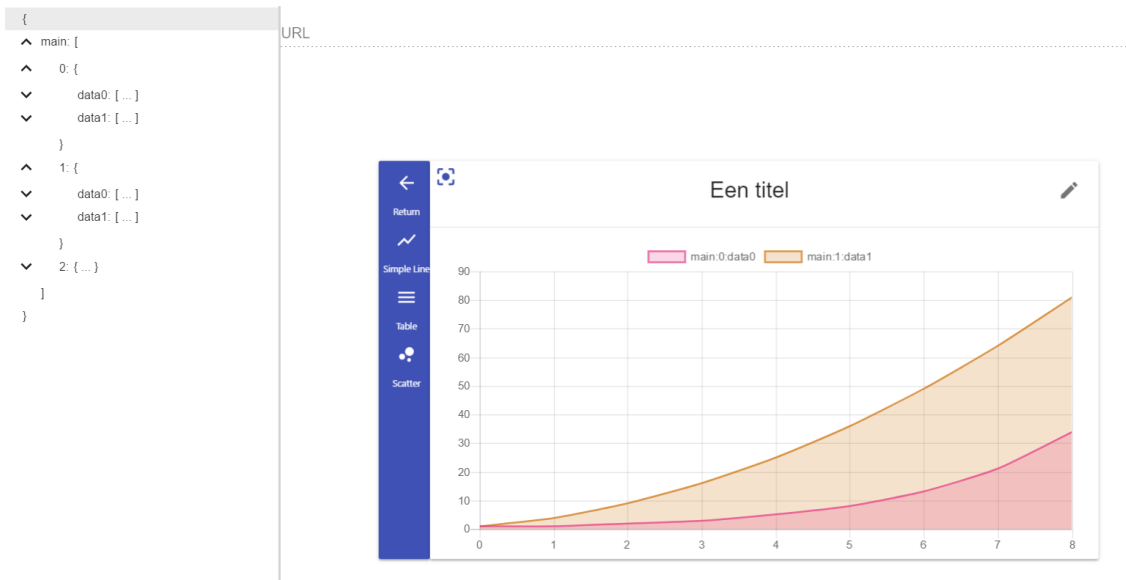 {
main: [
0: {
data0: [ ... ]
data1: [ ... ]
}
1: {
data0: [ ... ]
data1: [ ... ]
}
2: { ... }
]
}
URL
Return
Simple Line
Table
Scatter
Een titel
main:0:data0 main:1:data1
90
80
70
60
50
40
30
20
10
0
0 1 2 3 4 5 6 7 8